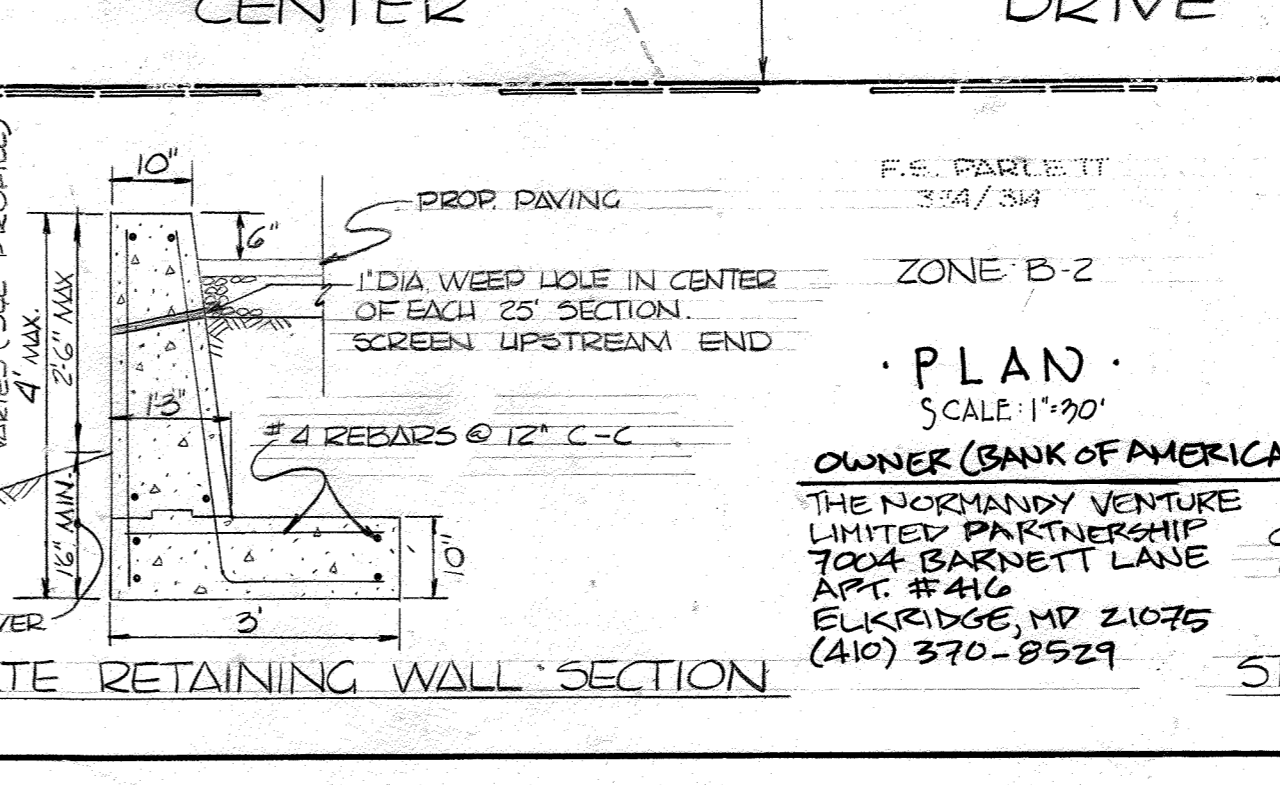 CENTER DRIVE
10"
PROP. PAVING
6"
1" DIA. WEEP HOLE IN CENTER
OF EACH 25' SECTION.
SCREEN UPSTREAM END
4' MAX.
2'-6" MAX
1'-3"
#4 REBARS @ 12" C-C
16" MIN.
10"
3'
RETAINING WALL SECTION
F.S. PARLETT
ZONE B-2
· PLAN ·
SCALE: 1"=30'
OWNER (BANK OF AMERICA
THE NORMANDY VENTURE
LIMITED PARTNERSHIP
7004 BARNETT LANE
APT. #416
ELKRIDGE, MD 21075
(410) 370-8529